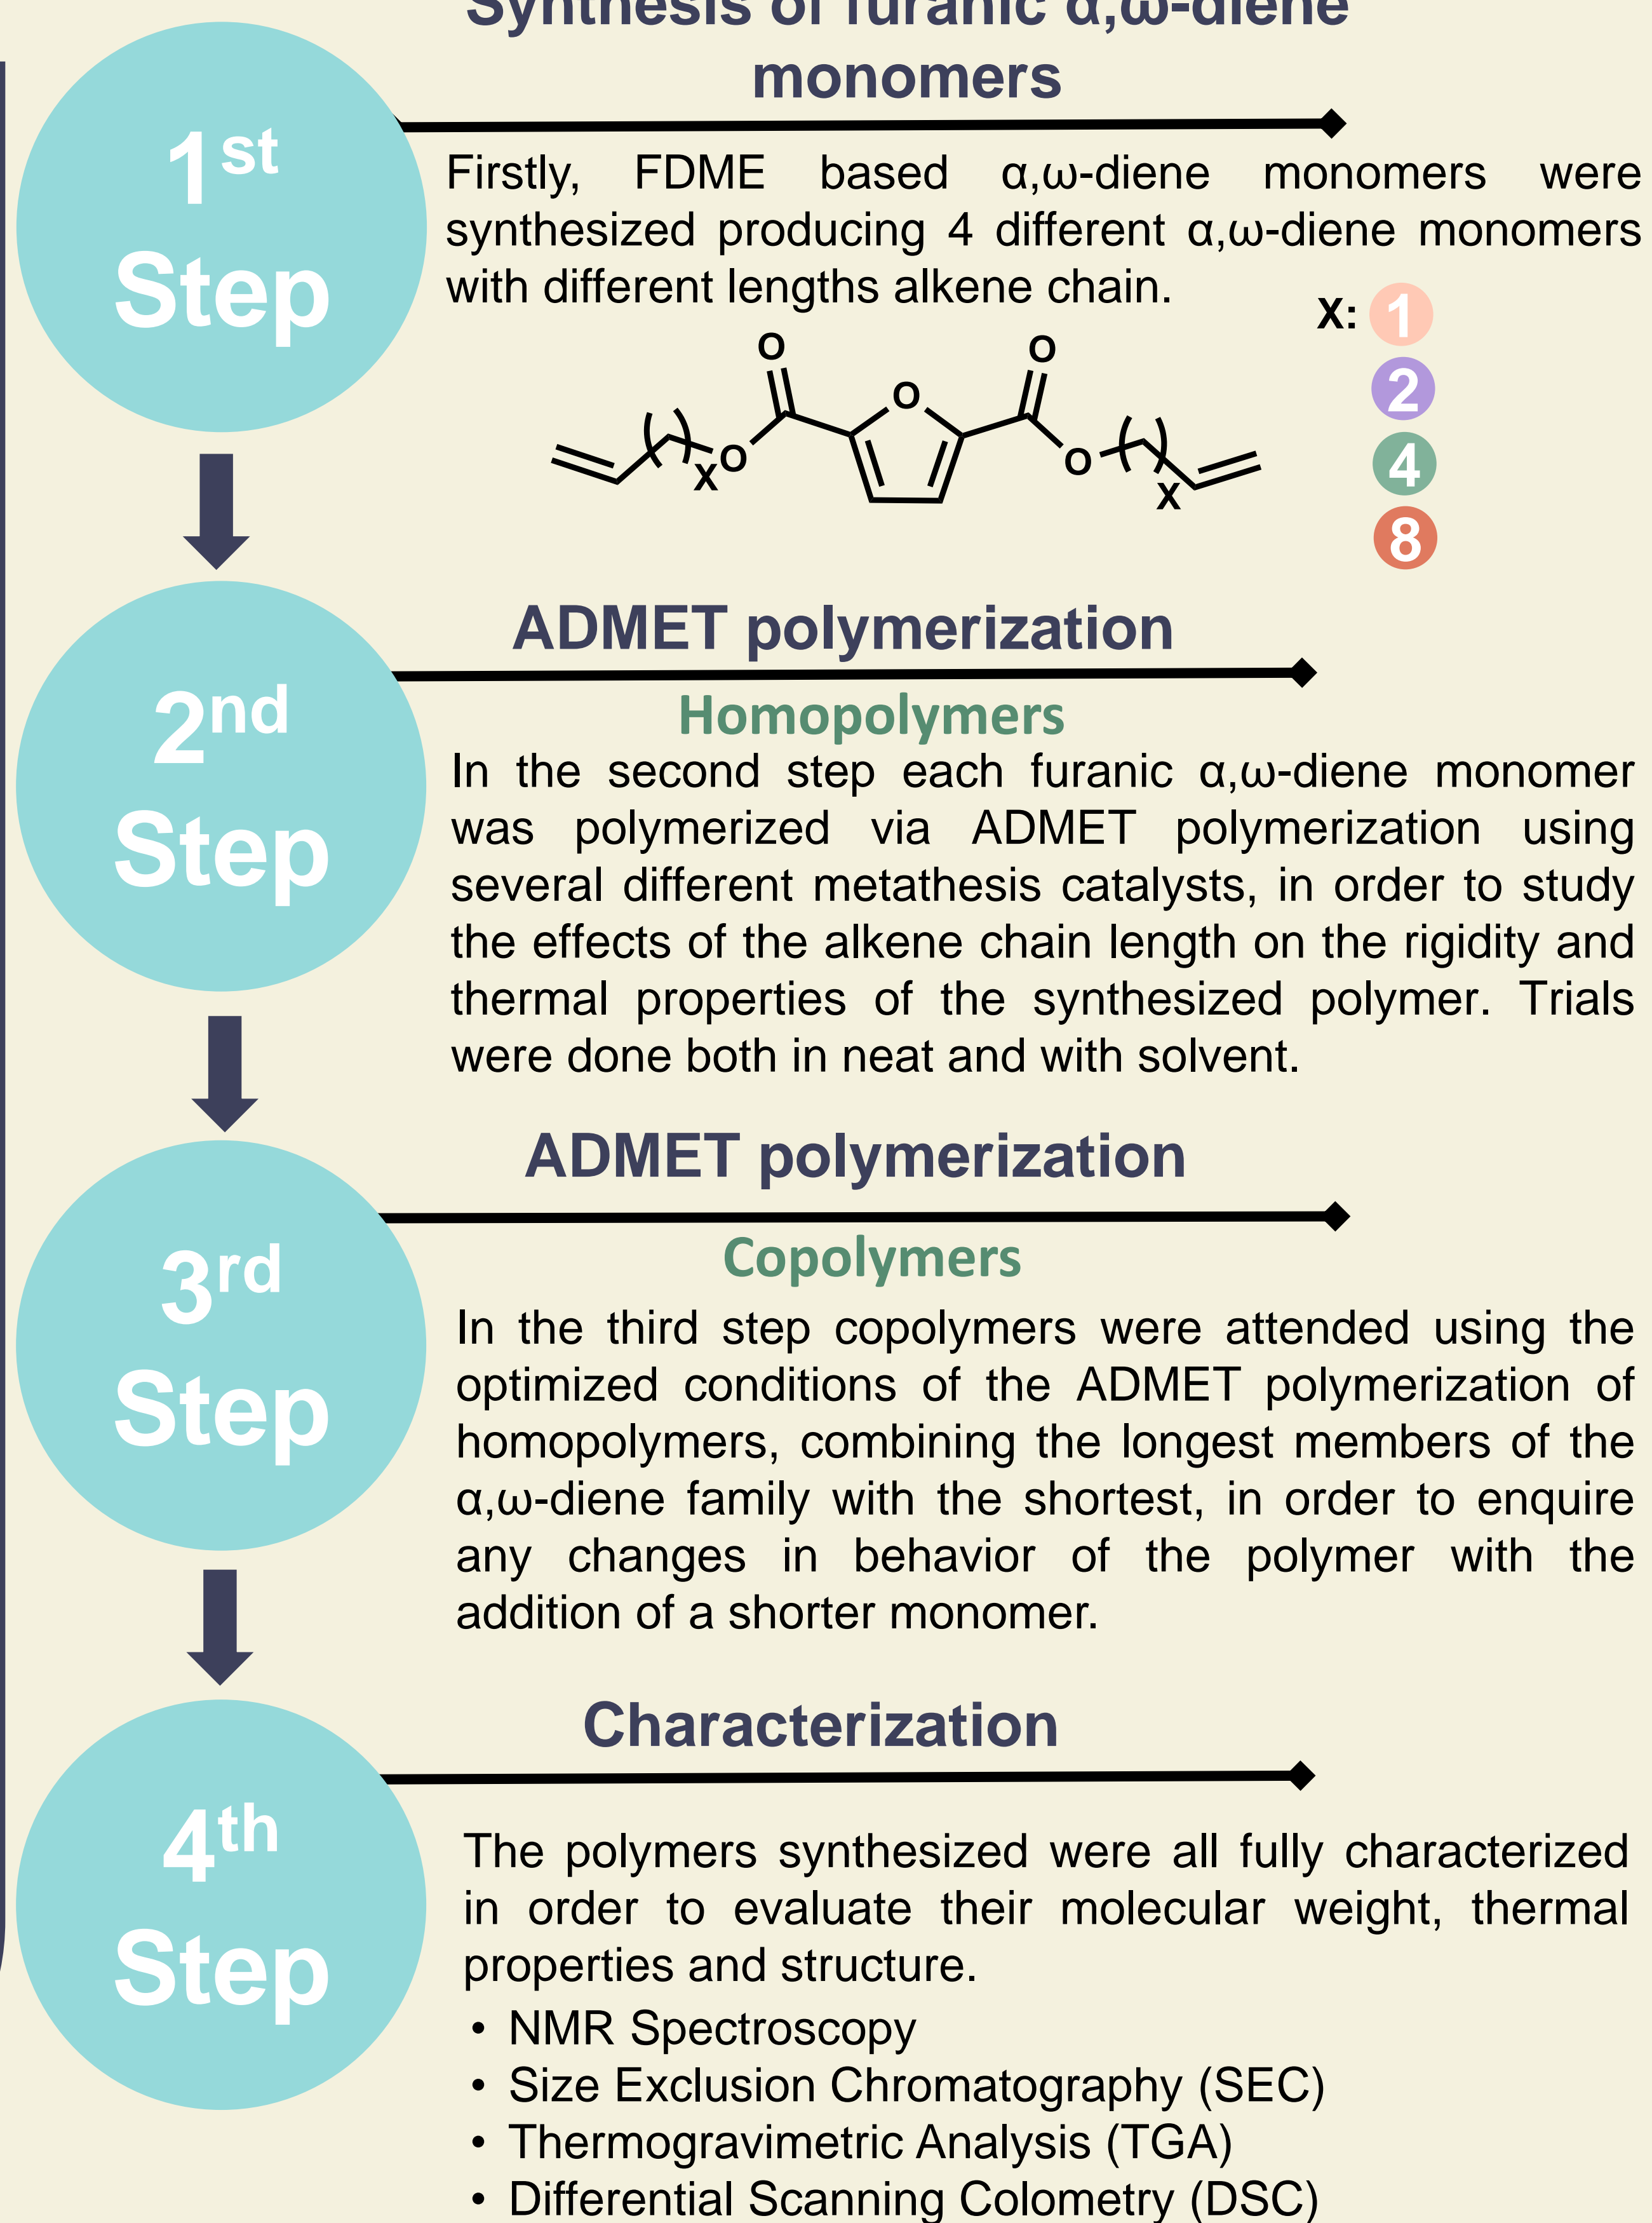 Synthesis of furanic α,ω-diene
monomers
1st
Step
Firstly, FDME based α,ω-diene monomers were
synthesized producing 4 different α,ω-diene monomers
with different lengths alkene chain.
X: 1
2
4
8
O O
O
O O
X X
ADMET polymerization
2nd
Step
Homopolymers
In the second step each furanic α,ω-diene monomer
was polymerized via ADMET polymerization using
several different metathesis catalysts, in order to study
the effects of the alkene chain length on the rigidity and
thermal properties of the synthesized polymer. Trials
were done both in neat and with solvent.
ADMET polymerization
3rd
Step
Copolymers
In the third step copolymers were attended using the
optimized conditions of the ADMET polymerization of
homopolymers, combining the longest members of the
α,ω-diene family with the shortest, in order to enquire
any changes in behavior of the polymer with the
addition of a shorter monomer.
Characterization
4th
Step
The polymers synthesized were all fully characterized
in order to evaluate their molecular weight, thermal
properties and structure.
• NMR Spectroscopy
• Size Exclusion Chromatography (SEC)
• Thermogravimetric Analysis (TGA)
• Differential Scanning Colometry (DSC)